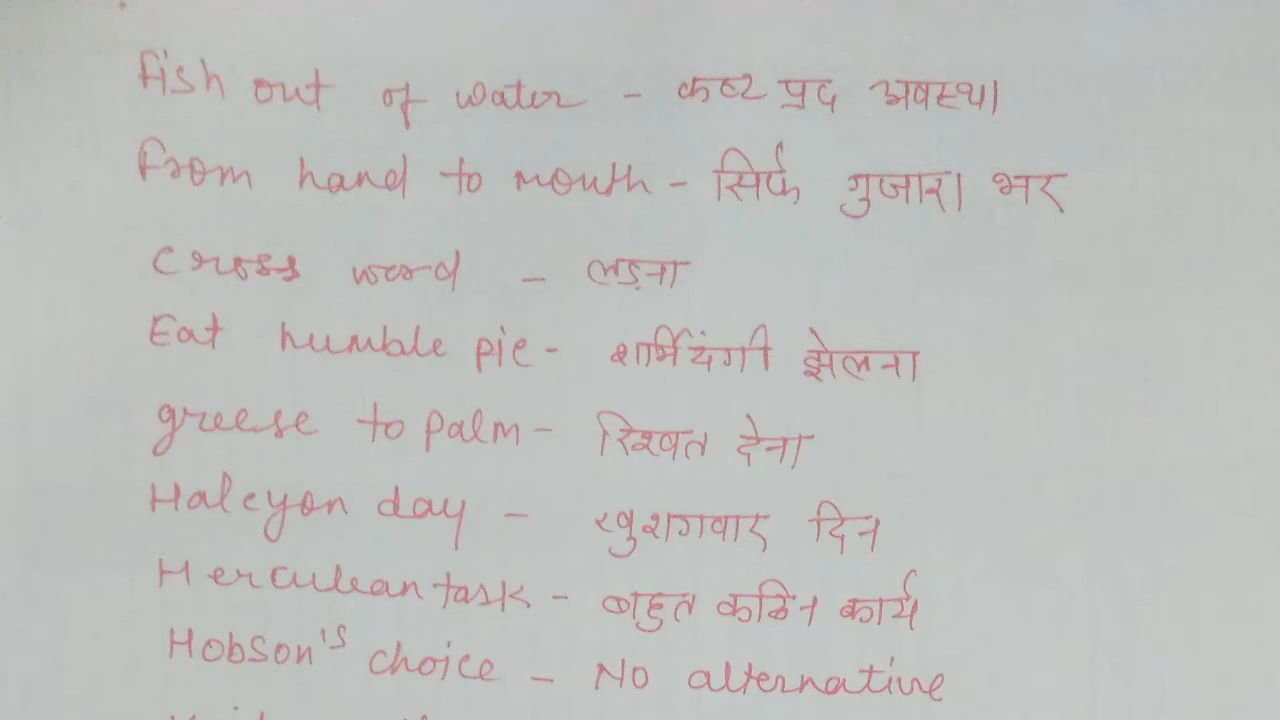 Fish out of water - कष्ट प्रद अवस्था
From hand to mouth - सिर्फ गुजारा भर
Cross word - लड़ना
Eat humble pie - शर्मिंदगी झेलना
greese to palm - रिश्वत देना
Halcyon day - खुशगवार दिन
Herculean task - बहुत कठिन कार्य
Hobson's choice - No alternative